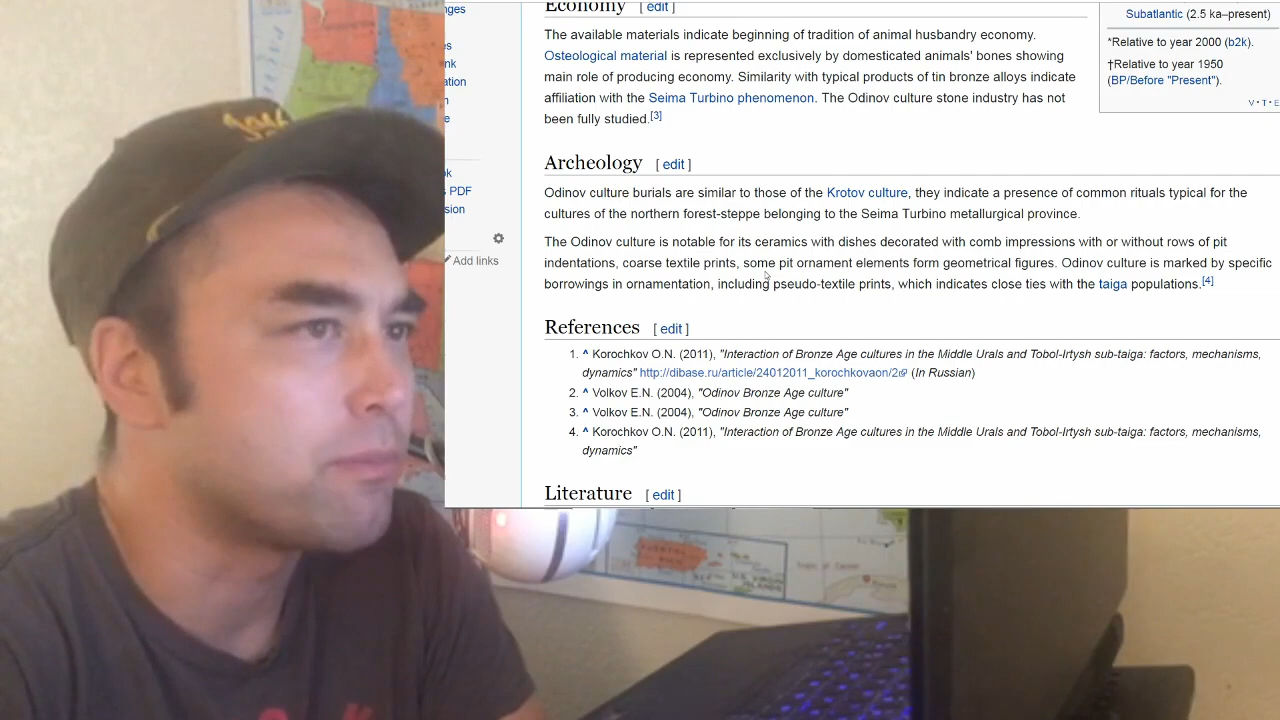 nges
es
nk
ation
n
e
k
PDF
sion
Add links
Economy [ edit ]
The available materials indicate beginning of tradition of animal husbandry economy.
Osteological material is represented exclusively by domesticated animals' bones showing
main role of producing economy. Similarity with typical products of tin bronze alloys indicate
affiliation with the Seima Turbino phenomenon. The Odinov culture stone industry has not
been fully studied.[3]
Subatlantic (2.5 ka–present)
*Relative to year 2000 (b2k).
†Relative to year 1950
(BP/Before "Present").
V • T • E
Archeology [ edit ]
Odinov culture burials are similar to those of the Krotov culture, they indicate a presence of common rituals typical for the
cultures of the northern forest-steppe belonging to the Seima Turbino metallurgical province.
The Odinov culture is notable for its ceramics with dishes decorated with comb impressions with or without rows of pit
indentations, coarse textile prints, some pit ornament elements form geometrical figures. Odinov culture is marked by specific
borrowings in ornamentation, including pseudo-textile prints, which indicates close ties with the taiga populations.[4]
References [ edit ]
1. ^ Korochkov O.N. (2011), "Interaction of Bronze Age cultures in the Middle Urals and Tobol-Irtysh sub-taiga: factors, mechanisms,
dynamics" http://dibase.ru/article/24012011_korochkovaon/2 (In Russian)
2. ^ Volkov E.N. (2004), "Odinov Bronze Age culture"
3. ^ Volkov E.N. (2004), "Odinov Bronze Age culture"
4. ^ Korochkov O.N. (2011), "Interaction of Bronze Age cultures in the Middle Urals and Tobol-Irtysh sub-taiga: factors, mechanisms,
dynamics"
Literature [ edit ]
PUERTO
RICO
U.S. VIRGIN
ISLANDS
Tropic of Cancer